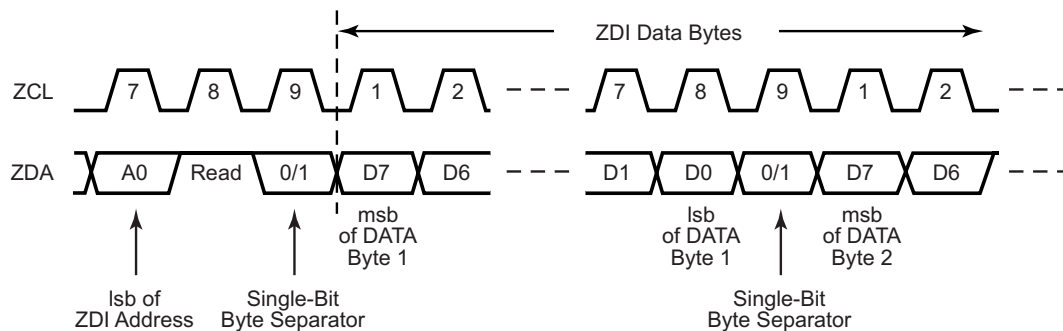 ZDI Data Bytes
ZCL 7 8 9 1 2 7 8 9 1 2
ZDA A0 Read 0/1 D7 D6 D1 D0 0/1 D7 D6
msb
of DATA
Byte 1
lsb
of DATA
Byte 1
msb
of DATA
Byte 2
lsb of
ZDI Address
Single-Bit
Byte Separator
Single-Bit
Byte Separator